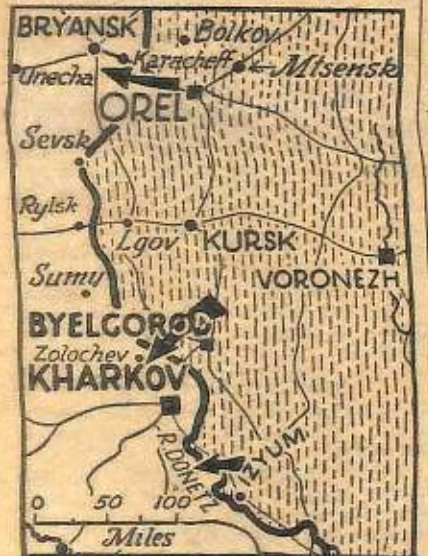 BRYANSK
Bolkov
Karacheff
Mtsensk
Unecha
OREL
Sevsk
Rylsk
Lgov
KURSK
VORONEZH
Sumy
BYELGOROD
Zolochev
KHARKOV
R. DONETZ
IZYUM
0 50 100
Miles